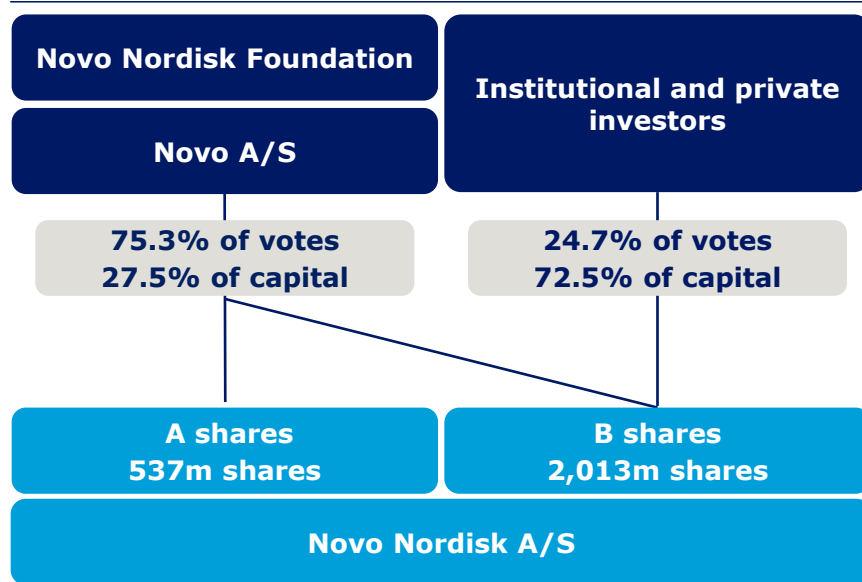 Novo Nordisk Foundation
Novo A/S
Institutional and private
investors
75.3% of votes
27.5% of capital
24.7% of votes
72.5% of capital
A shares
537m shares
B shares
2,013m shares
Novo Nordisk A/S